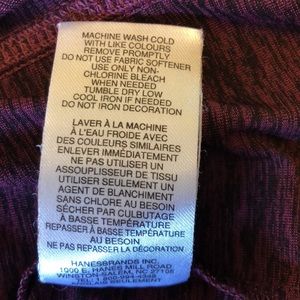 MACHINE WASH COLD
WITH LIKE COLOURS
REMOVE PROMPTLY
DO NOT USE FABRIC SOFTENER
USE ONLY NON-
CHLORINE BLEACH
WHEN NEEDED
TUMBLE DRY LOW
COOL IRON IF NEEDED
DO NOT IRON DECORATION
LAVER À LA MACHINE
À L'EAU FROIDE AVEC
DES COULEURS SIMILAIRES
ENLEVER IMMÉDIATEMENT
NE PAS UTILISER UN
ASSOUPLISSEUR DE TISSU
UTILISER SEULEMENT UN
AGENT DE BLANCHIMENT
SANS CHLORE AU BESOIN
SÉCHER PAR CULBUTAGE
À BASSE TEMPÉRATURE
REPASSER À BASSE TEMPÉRATURE
AU BESOIN
NE PAS REPASSER LA DÉCORATION
HANESBRANDS INC.
1000 E. HANES MILL ROAD
WINSTON-SALEM, NC 27105